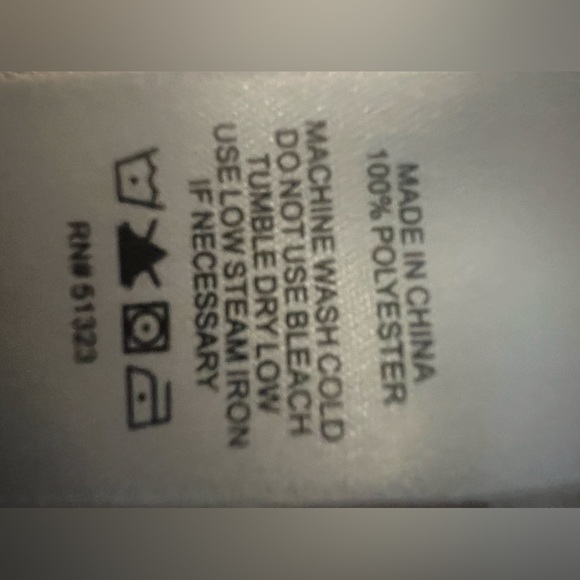 MADE IN CHINA
100% POLYESTER
MACHINE WASH COLD
DO NOT USE BLEACH
TUMBLE DRY LOW
USE LOW STEAM IRON
IF NECESSARY
RN# 51323